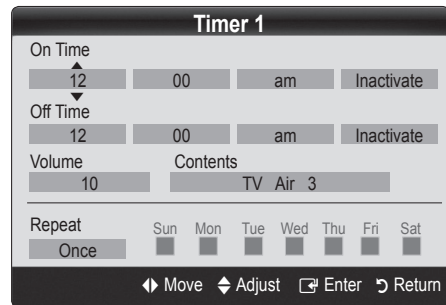 Timer 1
On Time
12 00 am Inactivate
Off Time
12 00 am Inactivate
Volume Contents
10 TV Air 3
Repeat Sun Mon Tue Wed Thu Fri Sat
Once
Move Adjust Enter Return